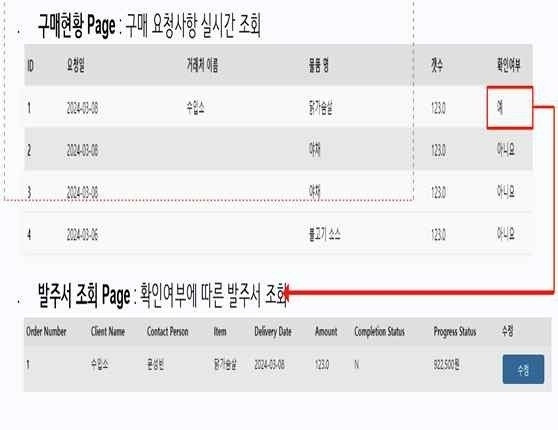 . 구매현황 Page : 구매 요청사항 실시간 조회
ID 요청일 거래처 이름 물품 명 갯수 확인여부
1 2024-03-08 수입소 닭가슴살 123.0 예
2 2024-03-08 야채 123.0 아니요
3 2024-03-08 야채 123.0 아니요
4 2024-03-06 불고기 소스 123.0 아니요
. 발주서 조회 Page : 확인여부에 따른 발주서 조회
Order Number Client Name Contact Person Item Delivery Date Amount Completion Status Progress Status 수정
1 수입소 윤성빈 닭가슴살 2024-03-08 123.0 N 922,500원 수정